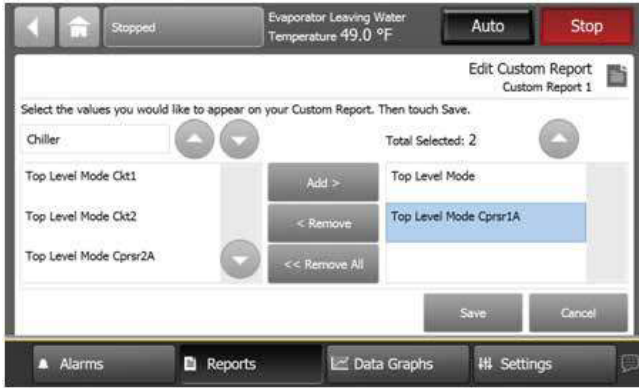 Stopped
Evaporator Leaving Water
Temperature 49.0 °F
Auto
Stop
Edit Custom Report
Custom Report 1
Select the values you would like to appear on your Custom Report. Then touch Save.
Chiller
Total Selected: 2
Top Level Mode Ckt1
Top Level Mode Ckt2
Top Level Mode Cprsr2A
Add >
< Remove
<< Remove All
Top Level Mode
Top Level Mode Cprsr1A
Save
Cancel
Alarms
Reports
Data Graphs
Settings